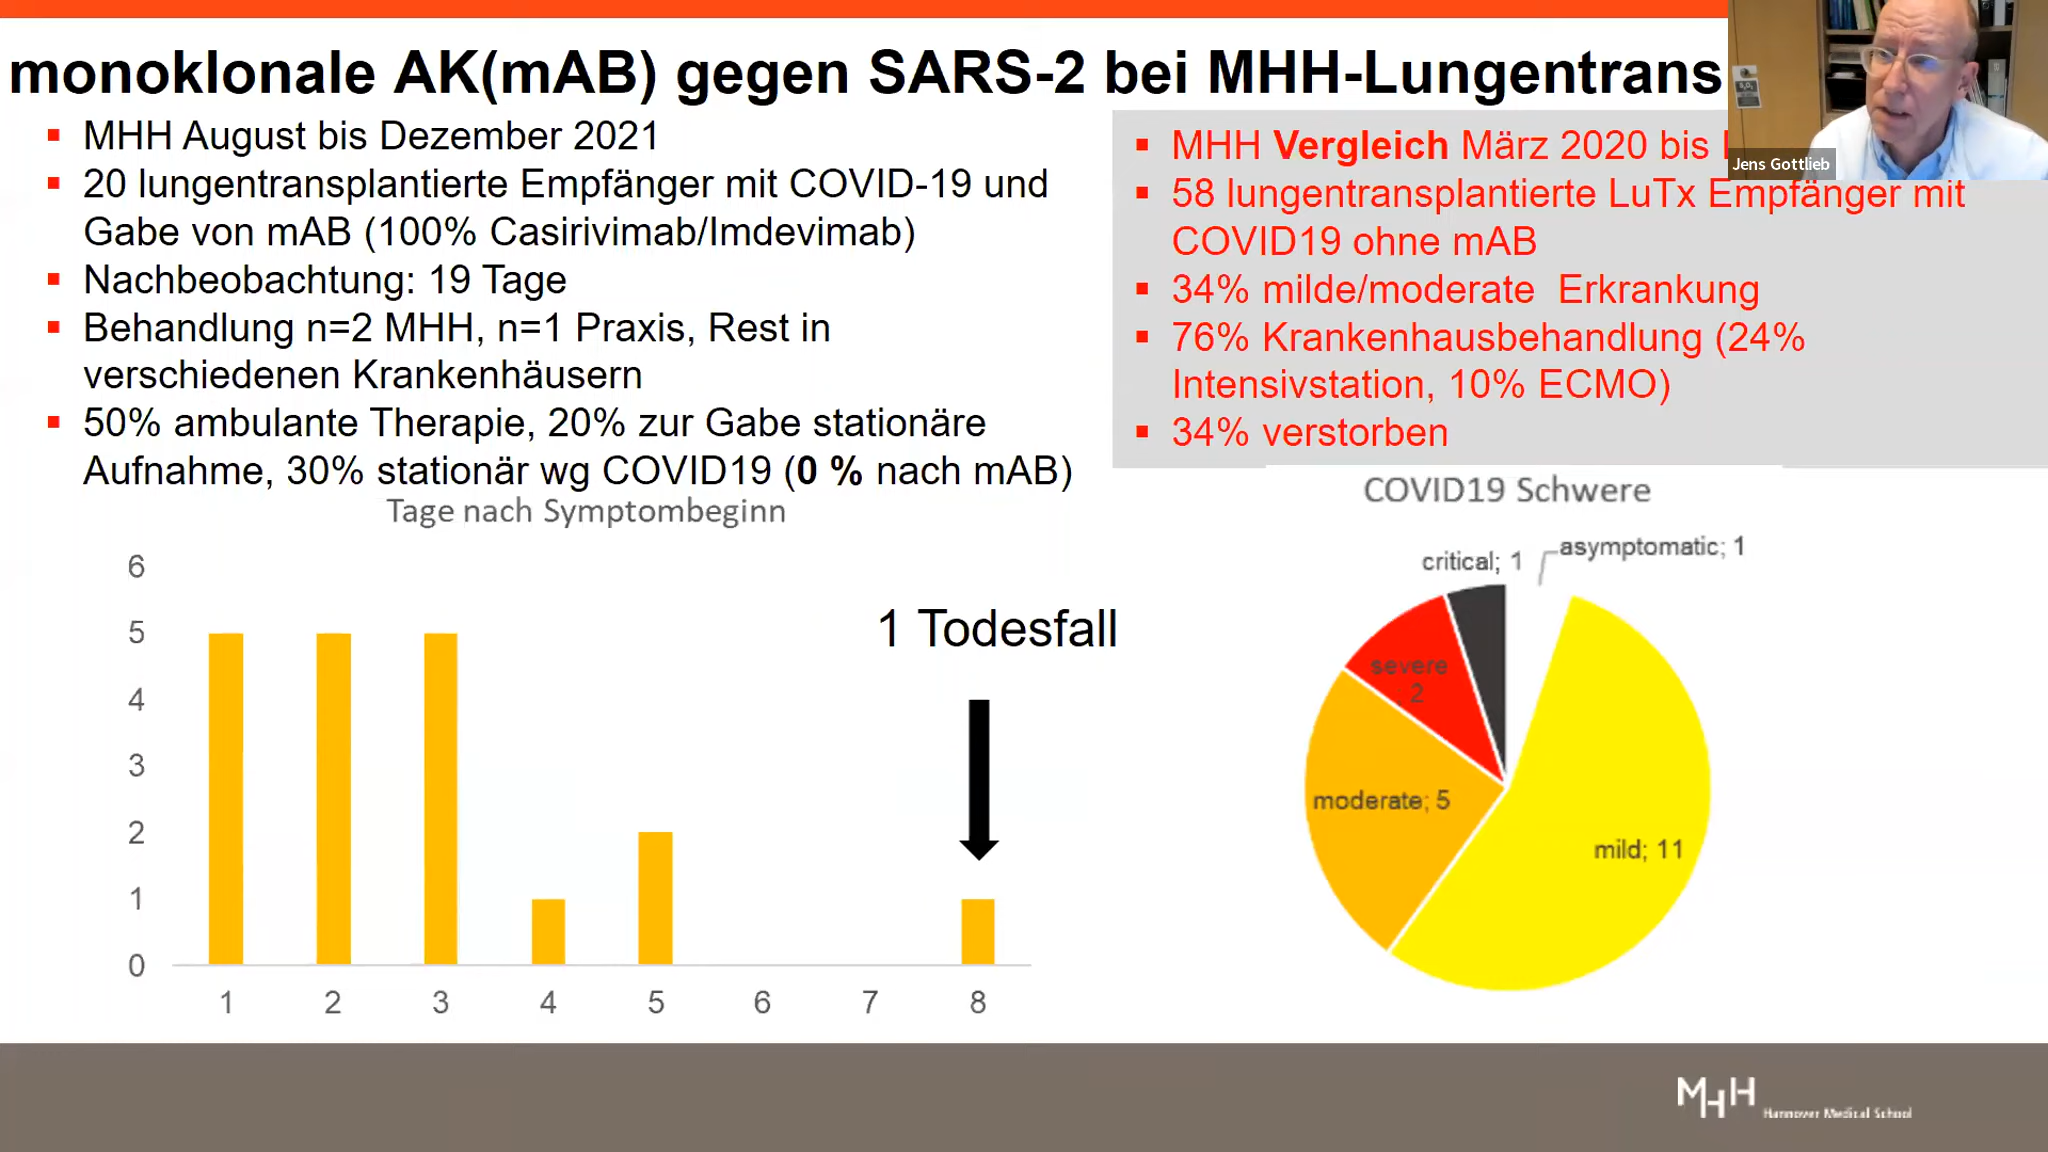 monoklonale AK(mAB) gegen SARS-2 bei MHH-Lungentrans
MHH August bis Dezember 2021
20 lungentransplantierte Empfänger mit COVID-19 und
Gabe von mAB (100% Casirivimab/Imdevimab)
Nachbeobachtung: 19 Tage
Behandlung n=2 MHH, n=1 Praxis, Rest in
verschiedenen Krankenhäusern
50% ambulante Therapie, 20% zur Gabe stationäre
Aufnahme, 30% stationär wg COVID19 (0 % nach mAB)
MHH Vergleich März 2020 bis
58 lungentransplantierte LuTx Empfänger mit
COVID19 ohne mAB
34% milde/moderate Erkrankung
76% Krankenhausbehandlung (24%
Intensivstation, 10% ECMO)
34% verstorben
Jens Gottlieb
Tage nach Symptombeginn
6
5
4
3
2
1
0
1 2 3 4 5 6 7 8
1 Todesfall
COVID19 Schwere
critical; 1
asymptomatic; 1
severe
2
moderate; 5
mild; 11
MHH
Hannover Medical School